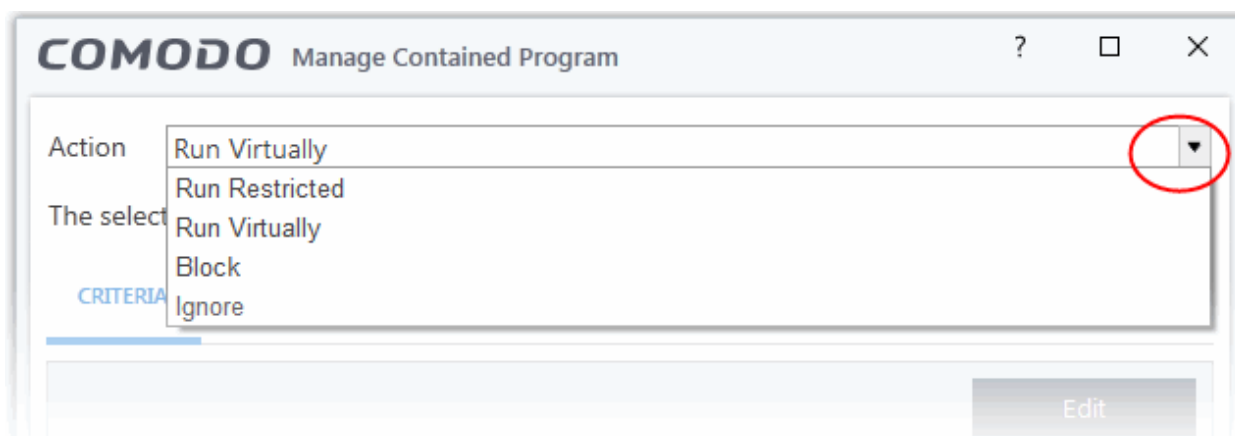 COMODO Manage Contained Program ?
Action Run Virtually
Run Restricted
The select
Run Virtually
Block
CRITERIA
Ignore
Edit